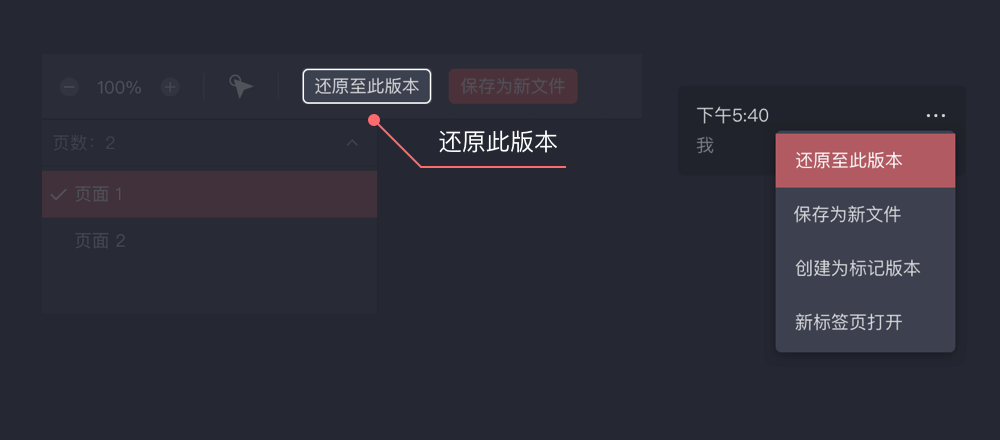 100%
还原至此版本
保存为新文件
页数：2
还原此版本
页面 1
页面 2
下午5:40
我
还原至此版本
保存为新文件
创建为标记版本
新标签页打开